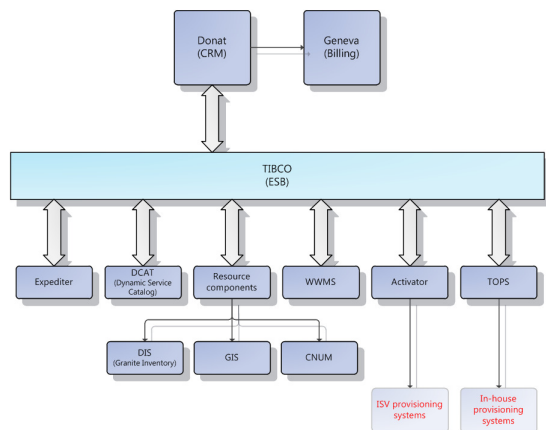 Donat
(CRM)
Geneva
(Billing)
TIBCO
(ESB)
Expediter
DCAT
(Dynamic Service
Catalog)
Resource
components
WWMS
Activator
TOPS
DIS
(Granite Inventory)
GIS
CNUM
ISV provisioning
systems
In-house
provisioning
systems